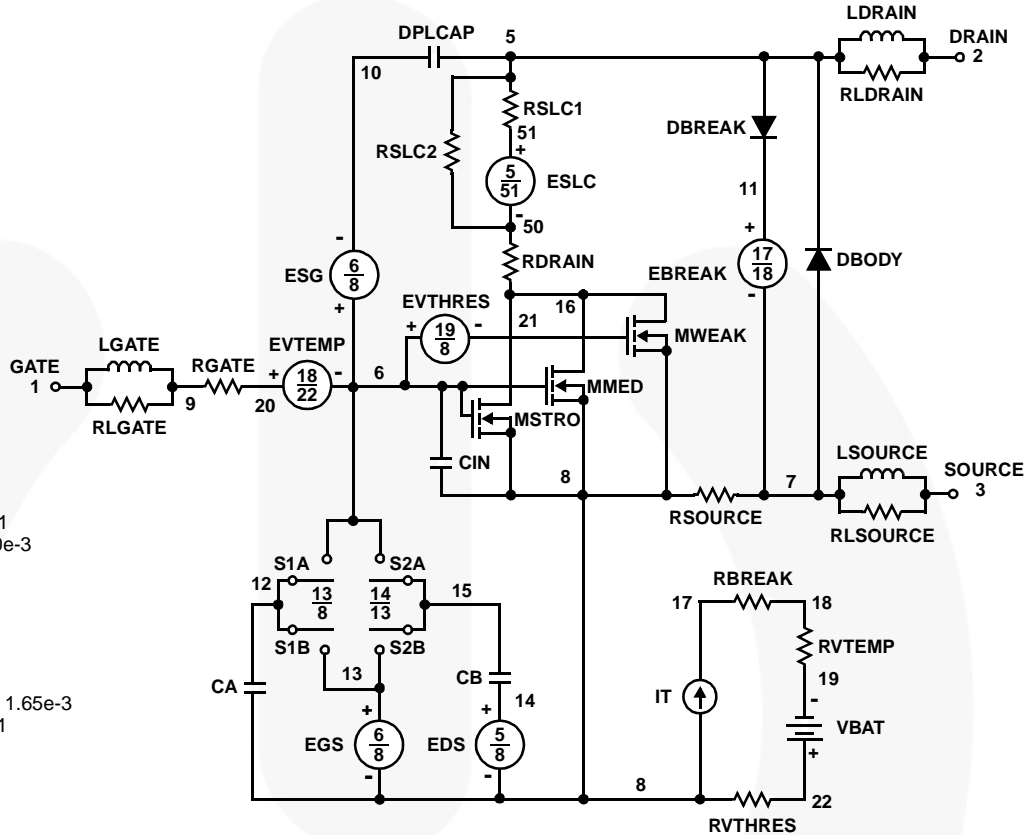 LDRAIN
DPLCAP
5
DRAIN
2
10
RLDRAIN
RSLC1
51
+
RSLC2
5
51
ESLC
-
50
DBREAK
11
+
17
18
EBREAK
-
DBODY
RDRAIN
-
ESG
6
8
+
EVTHRES
+
19
8
-
21
16
MWEAK
LGATE
GATE
1
RLGATE
9
RGATE
20
EVTEMP
+
18
22
-
6
MMED
MSTRO
CIN
8
7
RSOURCE
LSOURCE
SOURCE
3
RLSOURCE
1
0e-3
S1A
S2A
12
13
8
14
13
15
S1B
S2B
13
CA
CB
14
+
EGS
6
8
-
+
EDS
5
8
-
8
RBREAK
17
18
RVTEMP
19
-
IT
VBAT
+
22
RVTHRES
1.65e-3
1